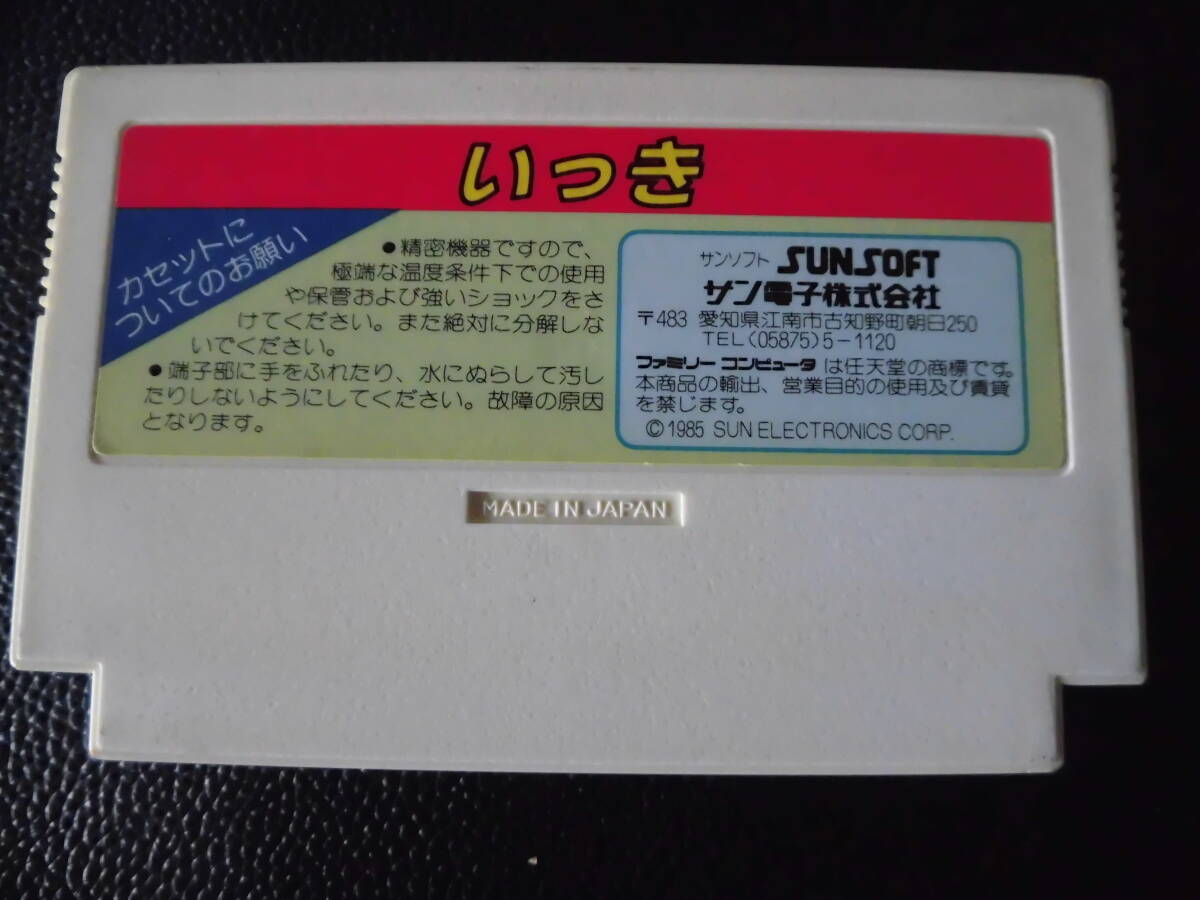 いっき
カセットに
ついてのお願い
●精密機器ですので、
極端な温度条件下での使用
や保管および強いショックをさ
けてください。また絶対に分解しな
いでください。
●端子部に手をふれたり、水にぬらして汚し
たりしないようにしてください。故障の原因
となります。
サンソフト SUNSOFT
サン電子株式会社
〒483 愛知県江南市古知野町朝日250
TEL(05875)5-1120
ファミリー コンピュータ は任天堂の商標です。
本商品の輸出、営業目的の使用及び賃貸
を禁じます。
©1985 SUN ELECTRONICS CORP.
MADE IN JAPAN